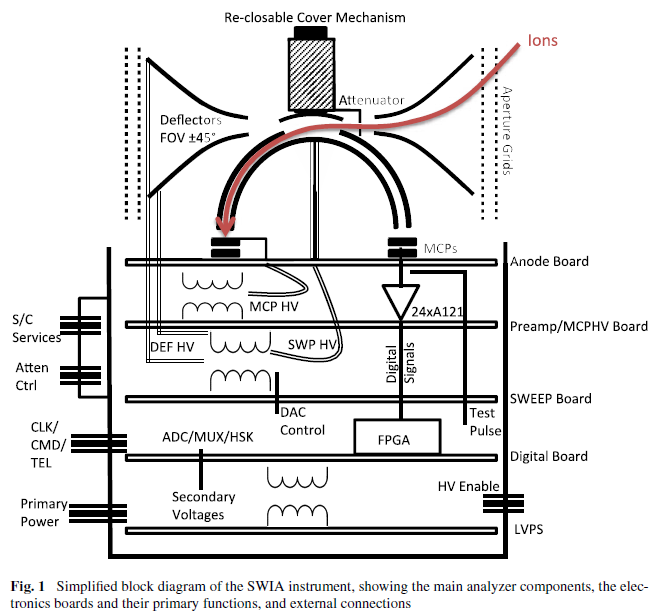 Re-closable Cover Mechanism
Ions
Attenuator
Deflectors
FOV ±45°
Aperture Grids
MCPs
Anode Board
MCP HV
24xA121
S/C
Services
Preamp/MCPHV Board
DEF HV
SWP HV
Digital
Signals
Atten
Ctrl
SWEEP Board
DAC
Control
Test
Pulse
CLK/
CMD/
TEL
ADC/MUX/HSK
FPGA
Digital Board
Secondary
Voltages
HV Enable
Primary
Power
LVPS
Fig. 1 Simplified block diagram of the SWIA instrument, showing the main analyzer components, the elec-
tronics boards and their primary functions, and external connections